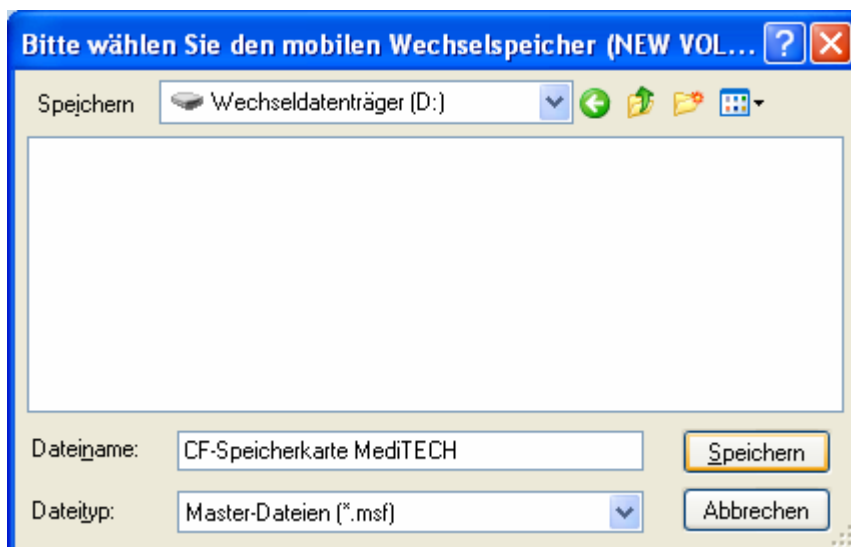 Bitte wählen Sie den mobilen Wechselspeicher (NEW VOL...
Speichern
Wechseldatenträger (D:)
Dateiname:
CF-Speicherkarte MediTECH
Speichern
Dateityp:
Master-Dateien (*.msf)
Abbrechen